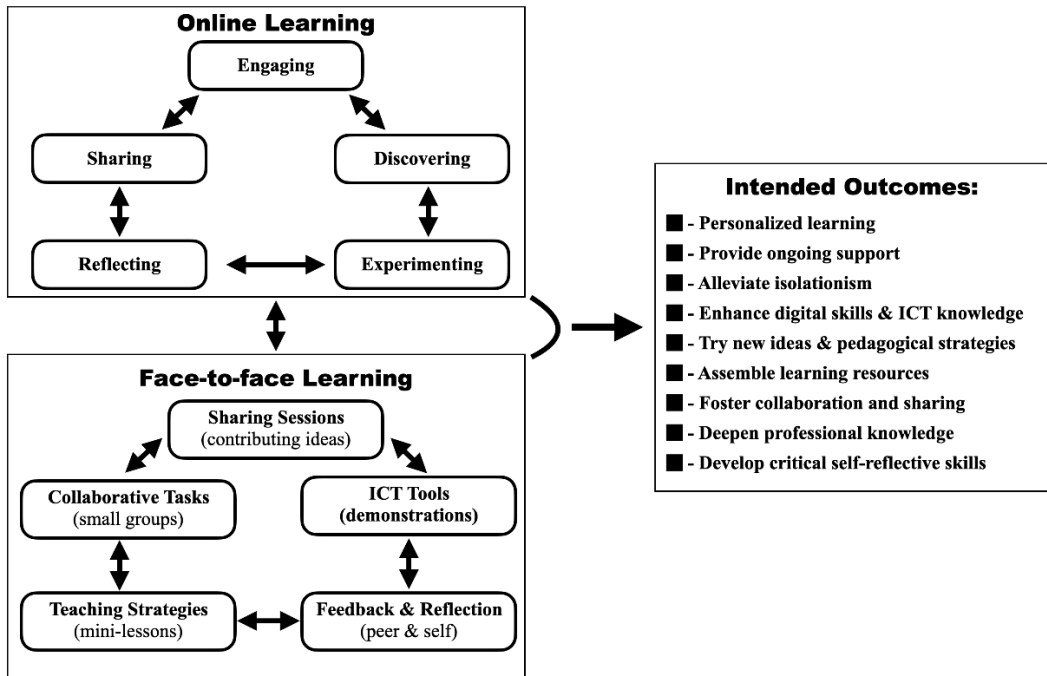 Online Learning
Engaging
Sharing
Discovering
Reflecting
Experimenting
Face-to-face Learning
Sharing Sessions
(contributing ideas)
Collaborative Tasks
(small groups)
ICT Tools
(demonstrations)
Teaching Strategies
(mini-lessons)
Feedback & Reflection
(peer & self)
Intended Outcomes:
- Personalized learning
- Provide ongoing support
- Alleviate isolationism
- Enhance digital skills & ICT knowledge
- Try new ideas & pedagogical strategies
- Assemble learning resources
- Foster collaboration and sharing
- Deepen professional knowledge
- Develop critical self-reflective skills